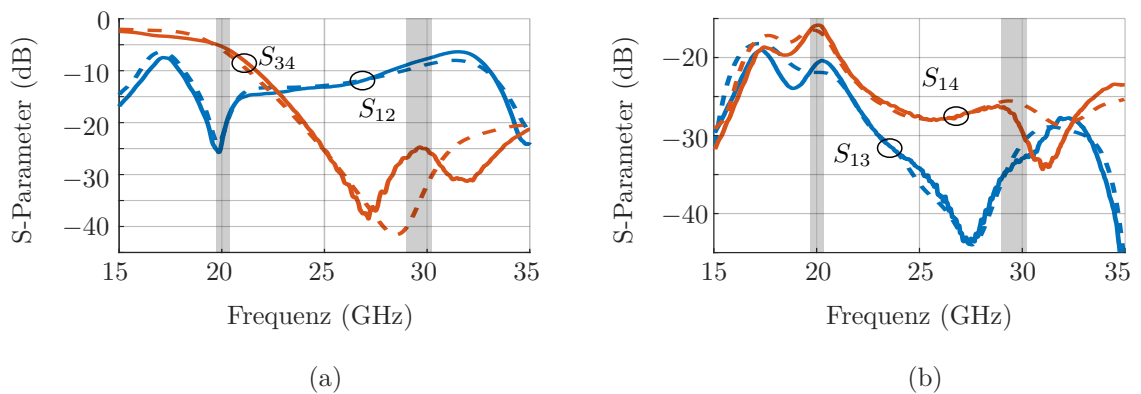 S-Parameter (dB)
0
−10
−20
−30
−40
15
20
25
30
35
Frequenz (GHz)
S₃₄
S₁₂
(a)
S-Parameter (dB)
−20
−30
−40
15
20
25
30
35
Frequenz (GHz)
S₁₄
S₁₃
(b)